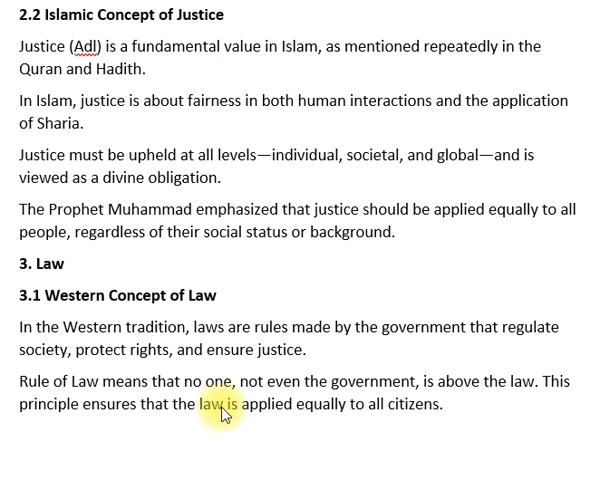 2.2 Islamic Concept of Justice
Justice (Adl) is a fundamental value in Islam, as mentioned repeatedly in the
Quran and Hadith.
In Islam, justice is about fairness in both human interactions and the application
of Sharia.
Justice must be upheld at all levels—individual, societal, and global—and is
viewed as a divine obligation.
The Prophet Muhammad emphasized that justice should be applied equally to all
people, regardless of their social status or background.
3. Law
3.1 Western Concept of Law
In the Western tradition, laws are rules made by the government that regulate
society, protect rights, and ensure justice.
Rule of Law means that no one, not even the government, is above the law. This
principle ensures that the law is applied equally to all citizens.